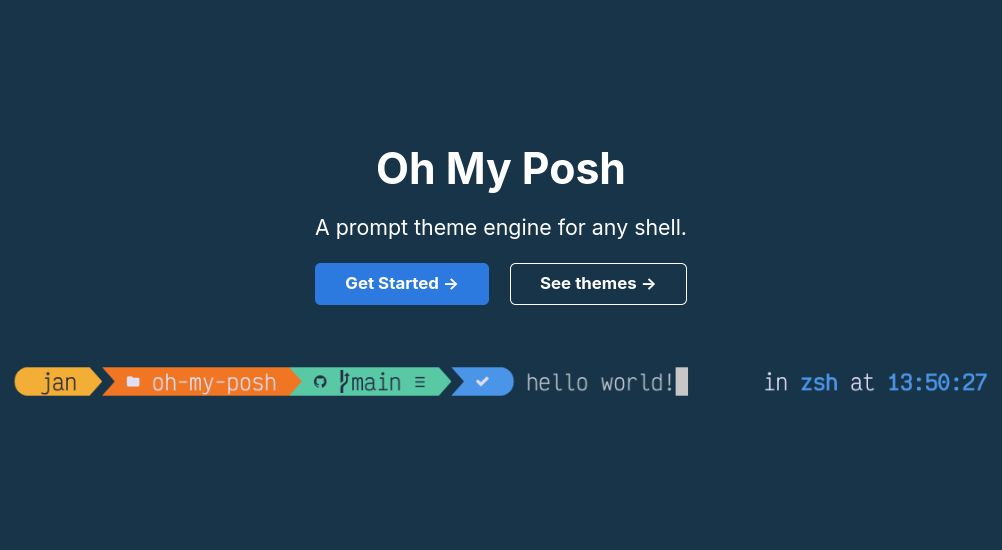 Oh My Posh
A prompt theme engine for any shell.
Get Started →
See themes →
jan oh-my-posh main ≡ ✓ hello world! in zsh at 13:50:27